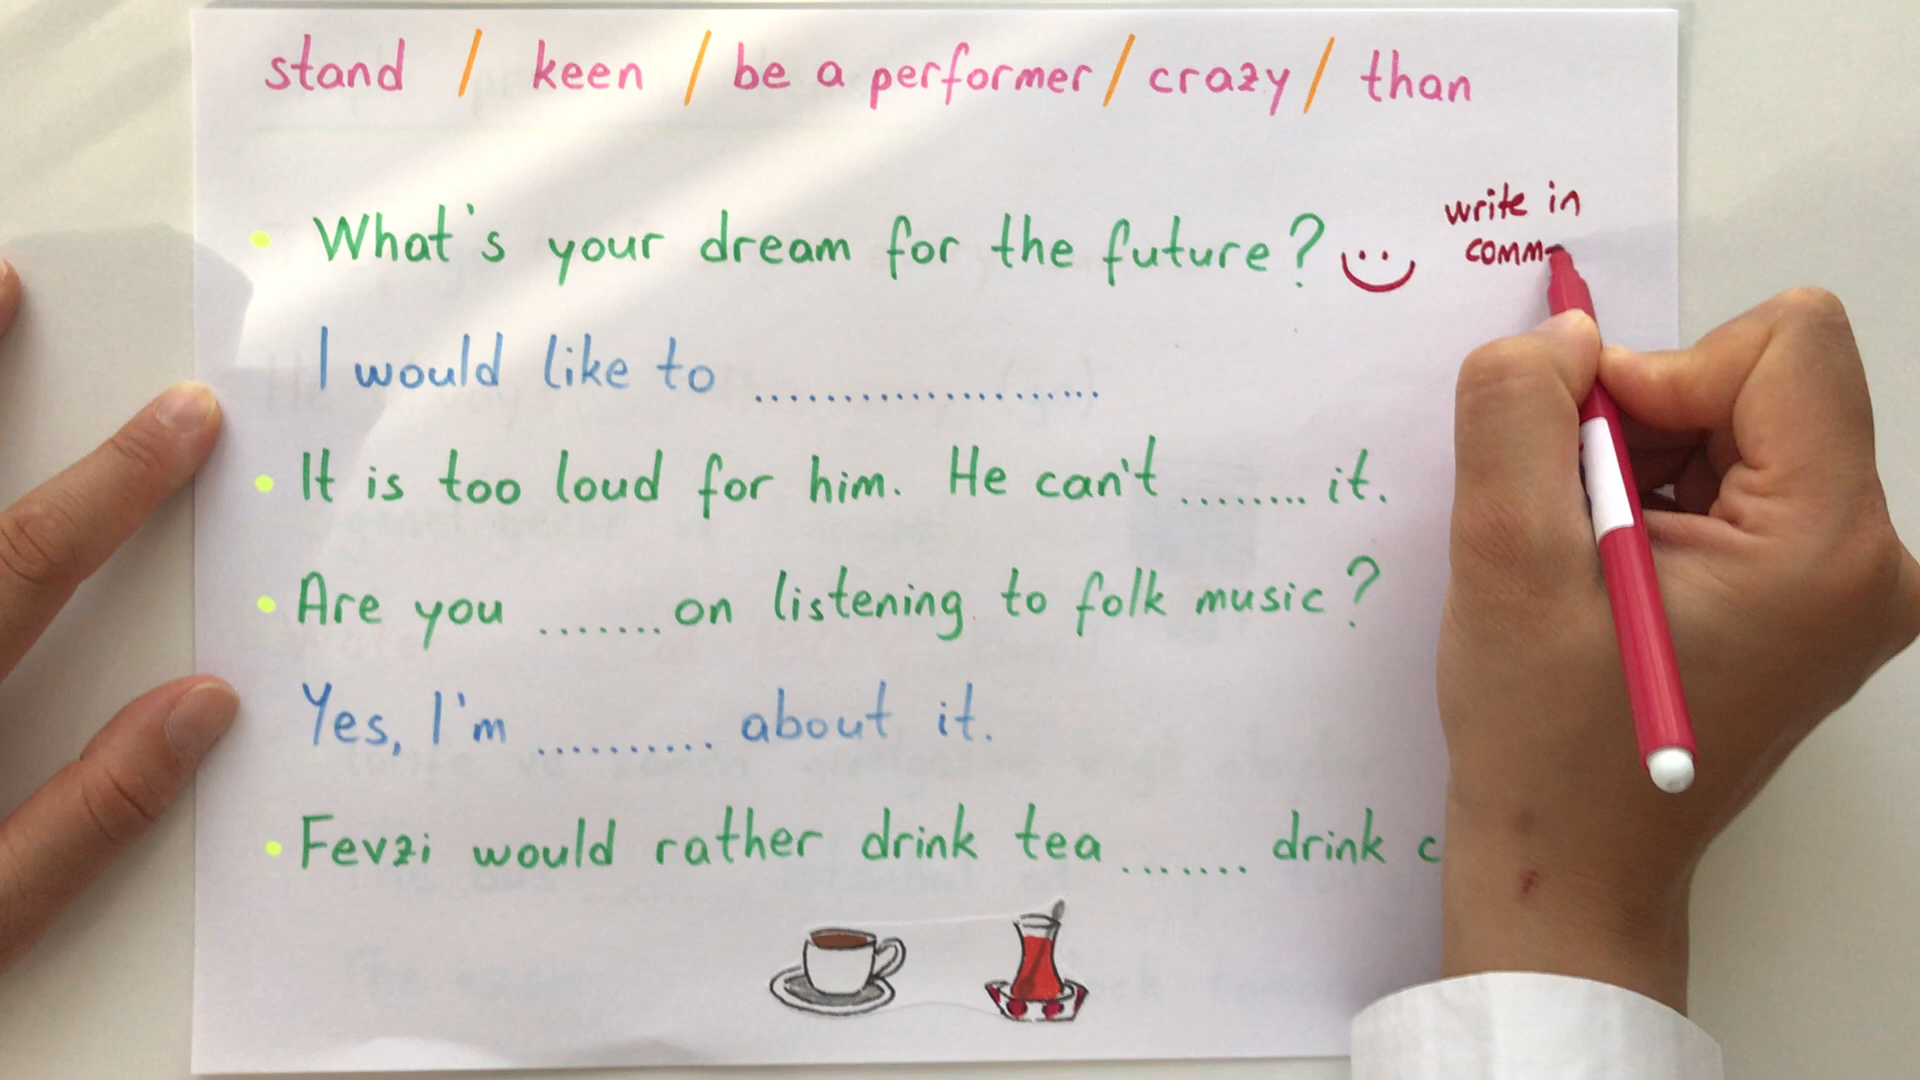 stand / keen / be a performer / crazy / than
• What's your dream for the future?
write in
comm
I would like to ......................
• It is too loud for him. He can't ........ it.
• Are you ....... on listening to folk music?
Yes, I'm .......... about it.
• Fevzi would rather drink tea ....... drink c